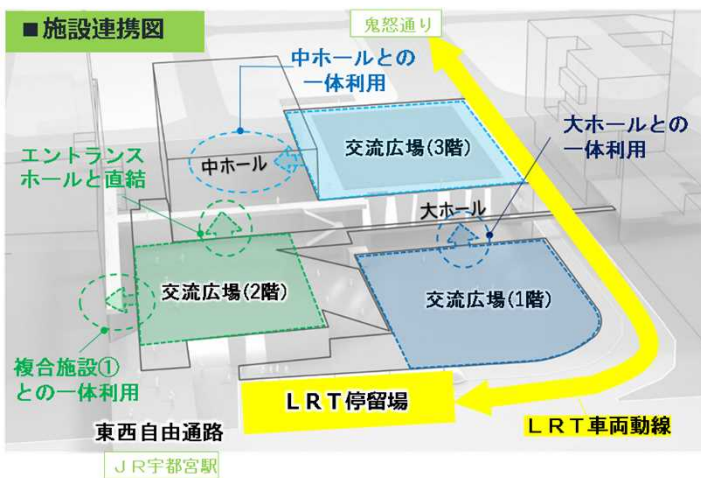 ■施設連携図
鬼怒通り
中ホールとの
一体利用
大ホールとの
一体利用
エントランス
ホールと直結
中ホール
交流広場(3階)
大ホール
交流広場(2階)
交流広場(1階)
複合施設①
との一体利用
LRT停留場
東西自由通路
LRT車両動線
JR宇都宮駅